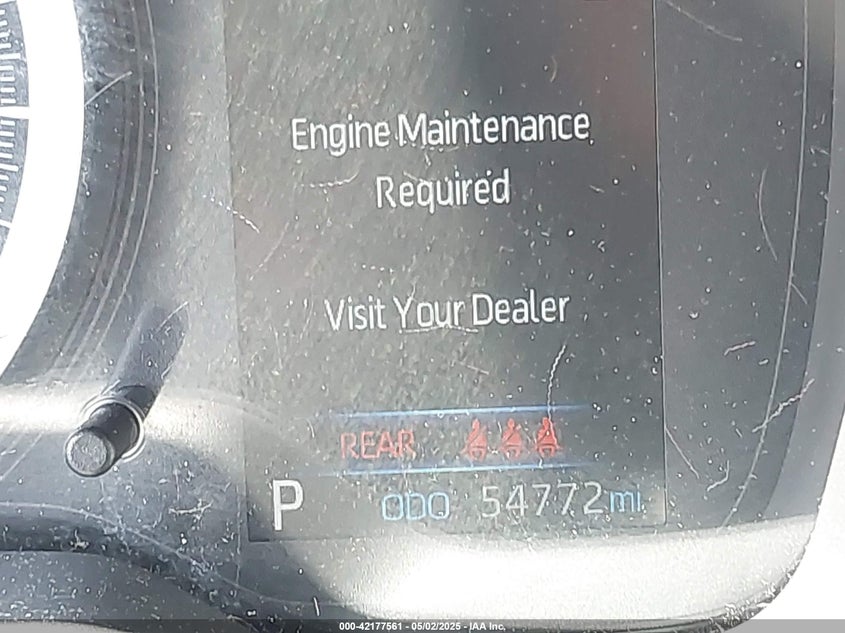 Engine Maintenance
Required
Visit Your Dealer
REAR
P ODO 54772 mi
000-42177561 - 05/02/2025 - IAA Inc.